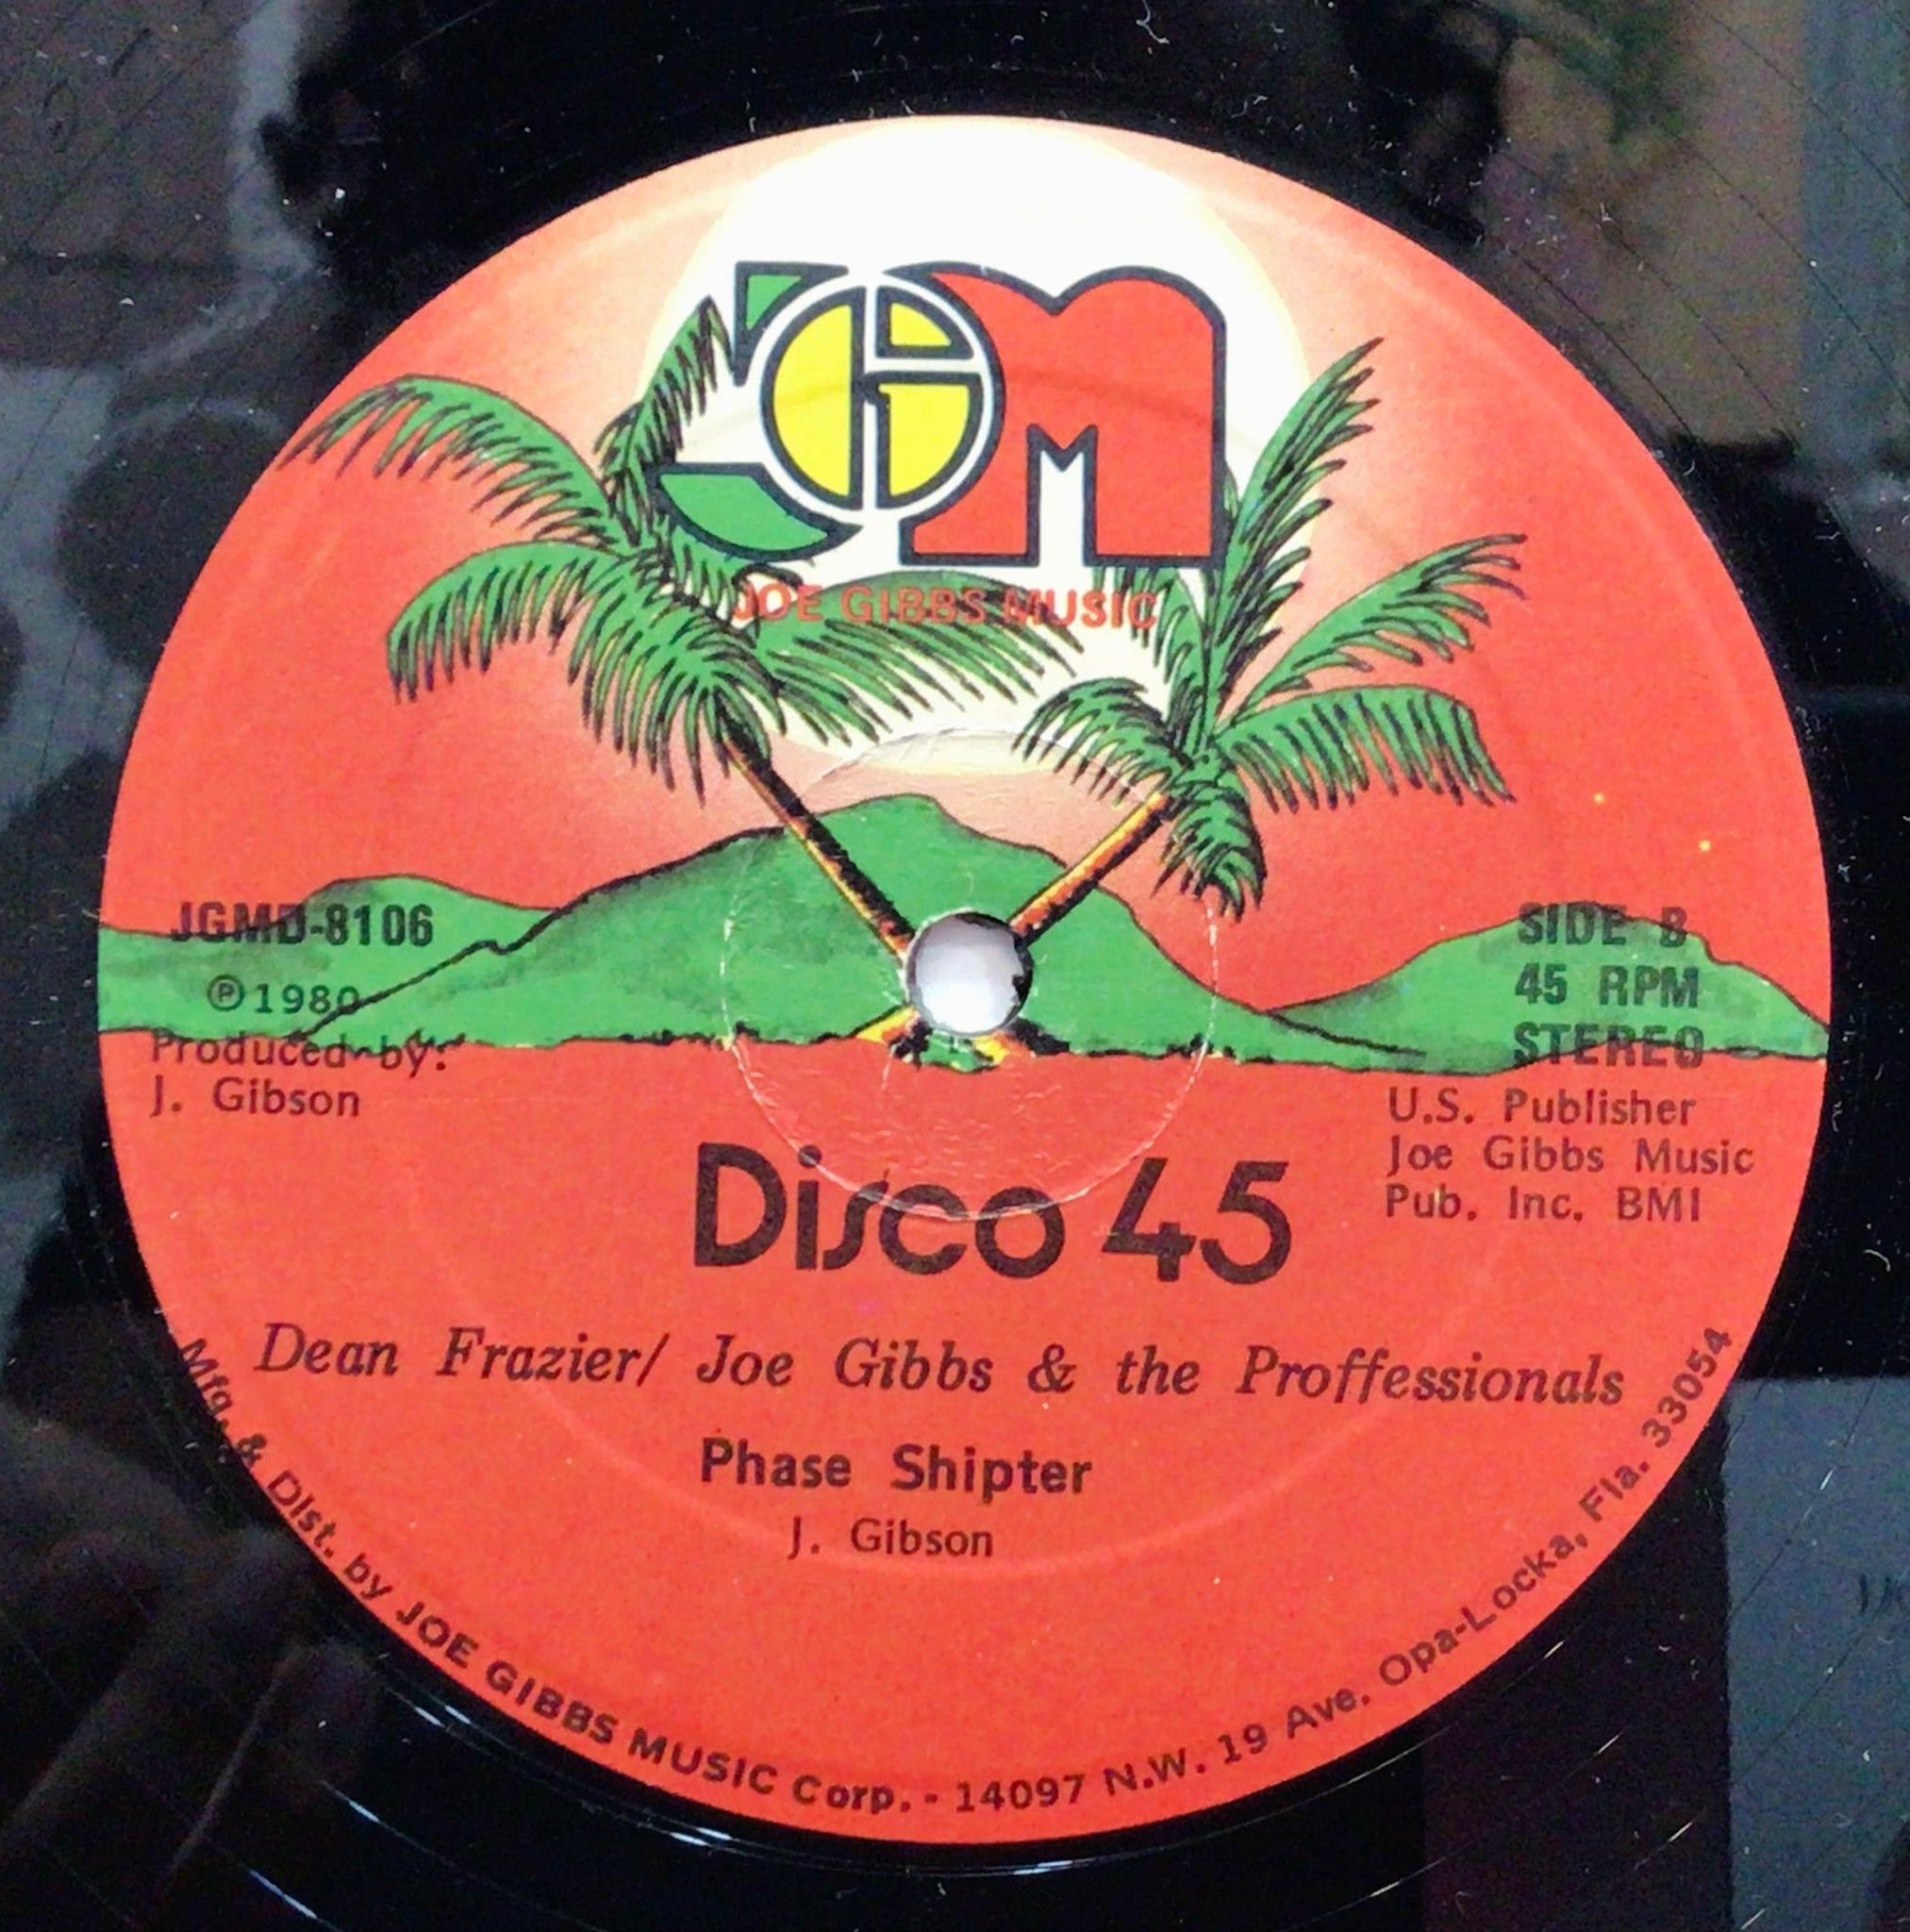 JGM
JOE GIBBS MUSIC
JGMD-8106
℗1980
Produced by:
J. Gibson
SIDE B
45 RPM
STEREO
U.S. Publisher
Joe Gibbs Music
Pub. Inc. BMI
Disco 45
Dean Frazier/ Joe Gibbs & the Proffessionals
Phase Shipter
J. Gibson
Mfg. & Dist. by JOE GIBBS MUSIC Corp. - 14097 N.W. 19 Ave. Opa-Locka, Fla. 33054